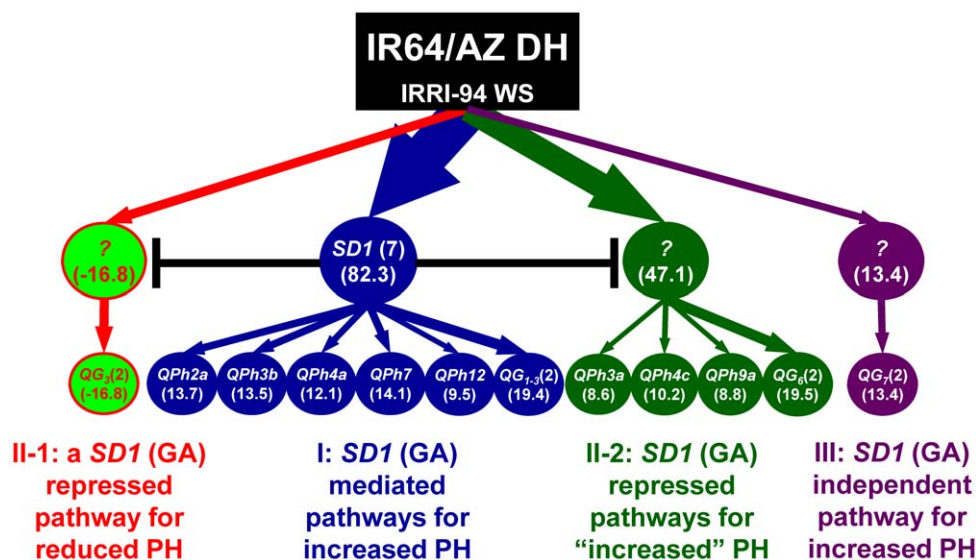 IR64/AZ DH
IRRI-94 WS
?
(-16.8)
SD1 (7)
(82.3)
?
(47.1)
?
(13.4)
QG3(2)
(-16.8)
QPh2a
(13.7)
QPh3b
(13.5)
QPh4a
(12.1)
QPh7
(14.1)
QPh12
(9.5)
QG1-3(2)
(19.4)
QPh3a
(8.6)
QPh4c
(10.2)
QPh9a
(8.8)
QG6(2)
(19.5)
QG7(2)
(13.4)
II-1: a SD1 (GA)
repressed
pathway for
reduced PH
I: SD1 (GA)
mediated
pathways for
increased PH
II-2: SD1 (GA)
repressed
pathways for
“increased” PH
III: SD1 (GA)
independent
pathway for
increased PH